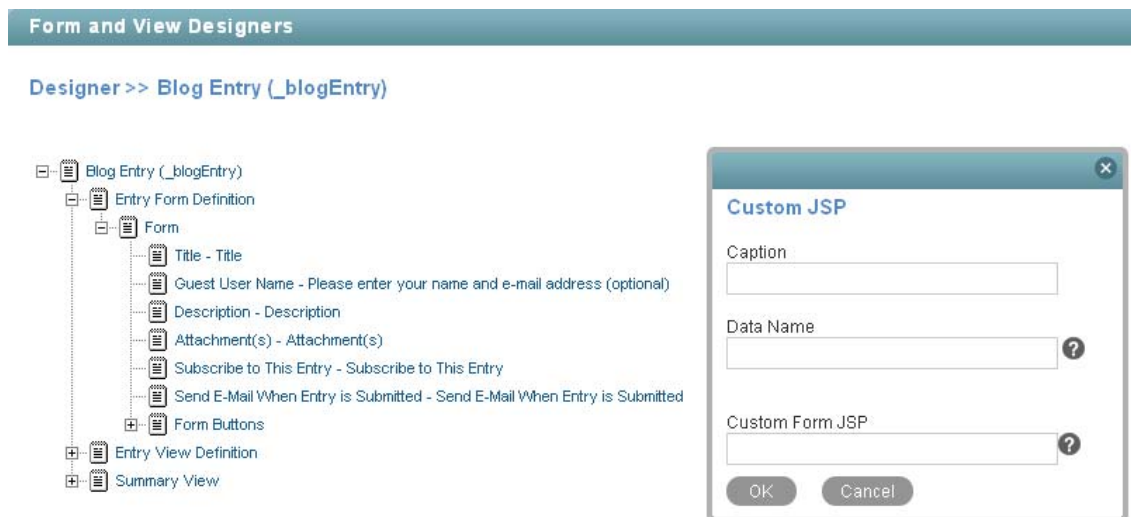 Form and View Designers
Designer >> Blog Entry (_blogEntry)
Blog Entry (_blogEntry)
Entry Form Definition
Form
Title - Title
Guest User Name - Please enter your name and e-mail address (optional)
Description - Description
Attachment(s) - Attachment(s)
Subscribe to This Entry - Subscribe to This Entry
Send E-Mail When Entry is Submitted - Send E-Mail When Entry is Submitted
Form Buttons
Entry View Definition
Summary View
Custom JSP
Caption
Data Name
?
Custom Form JSP
?
OK Cancel